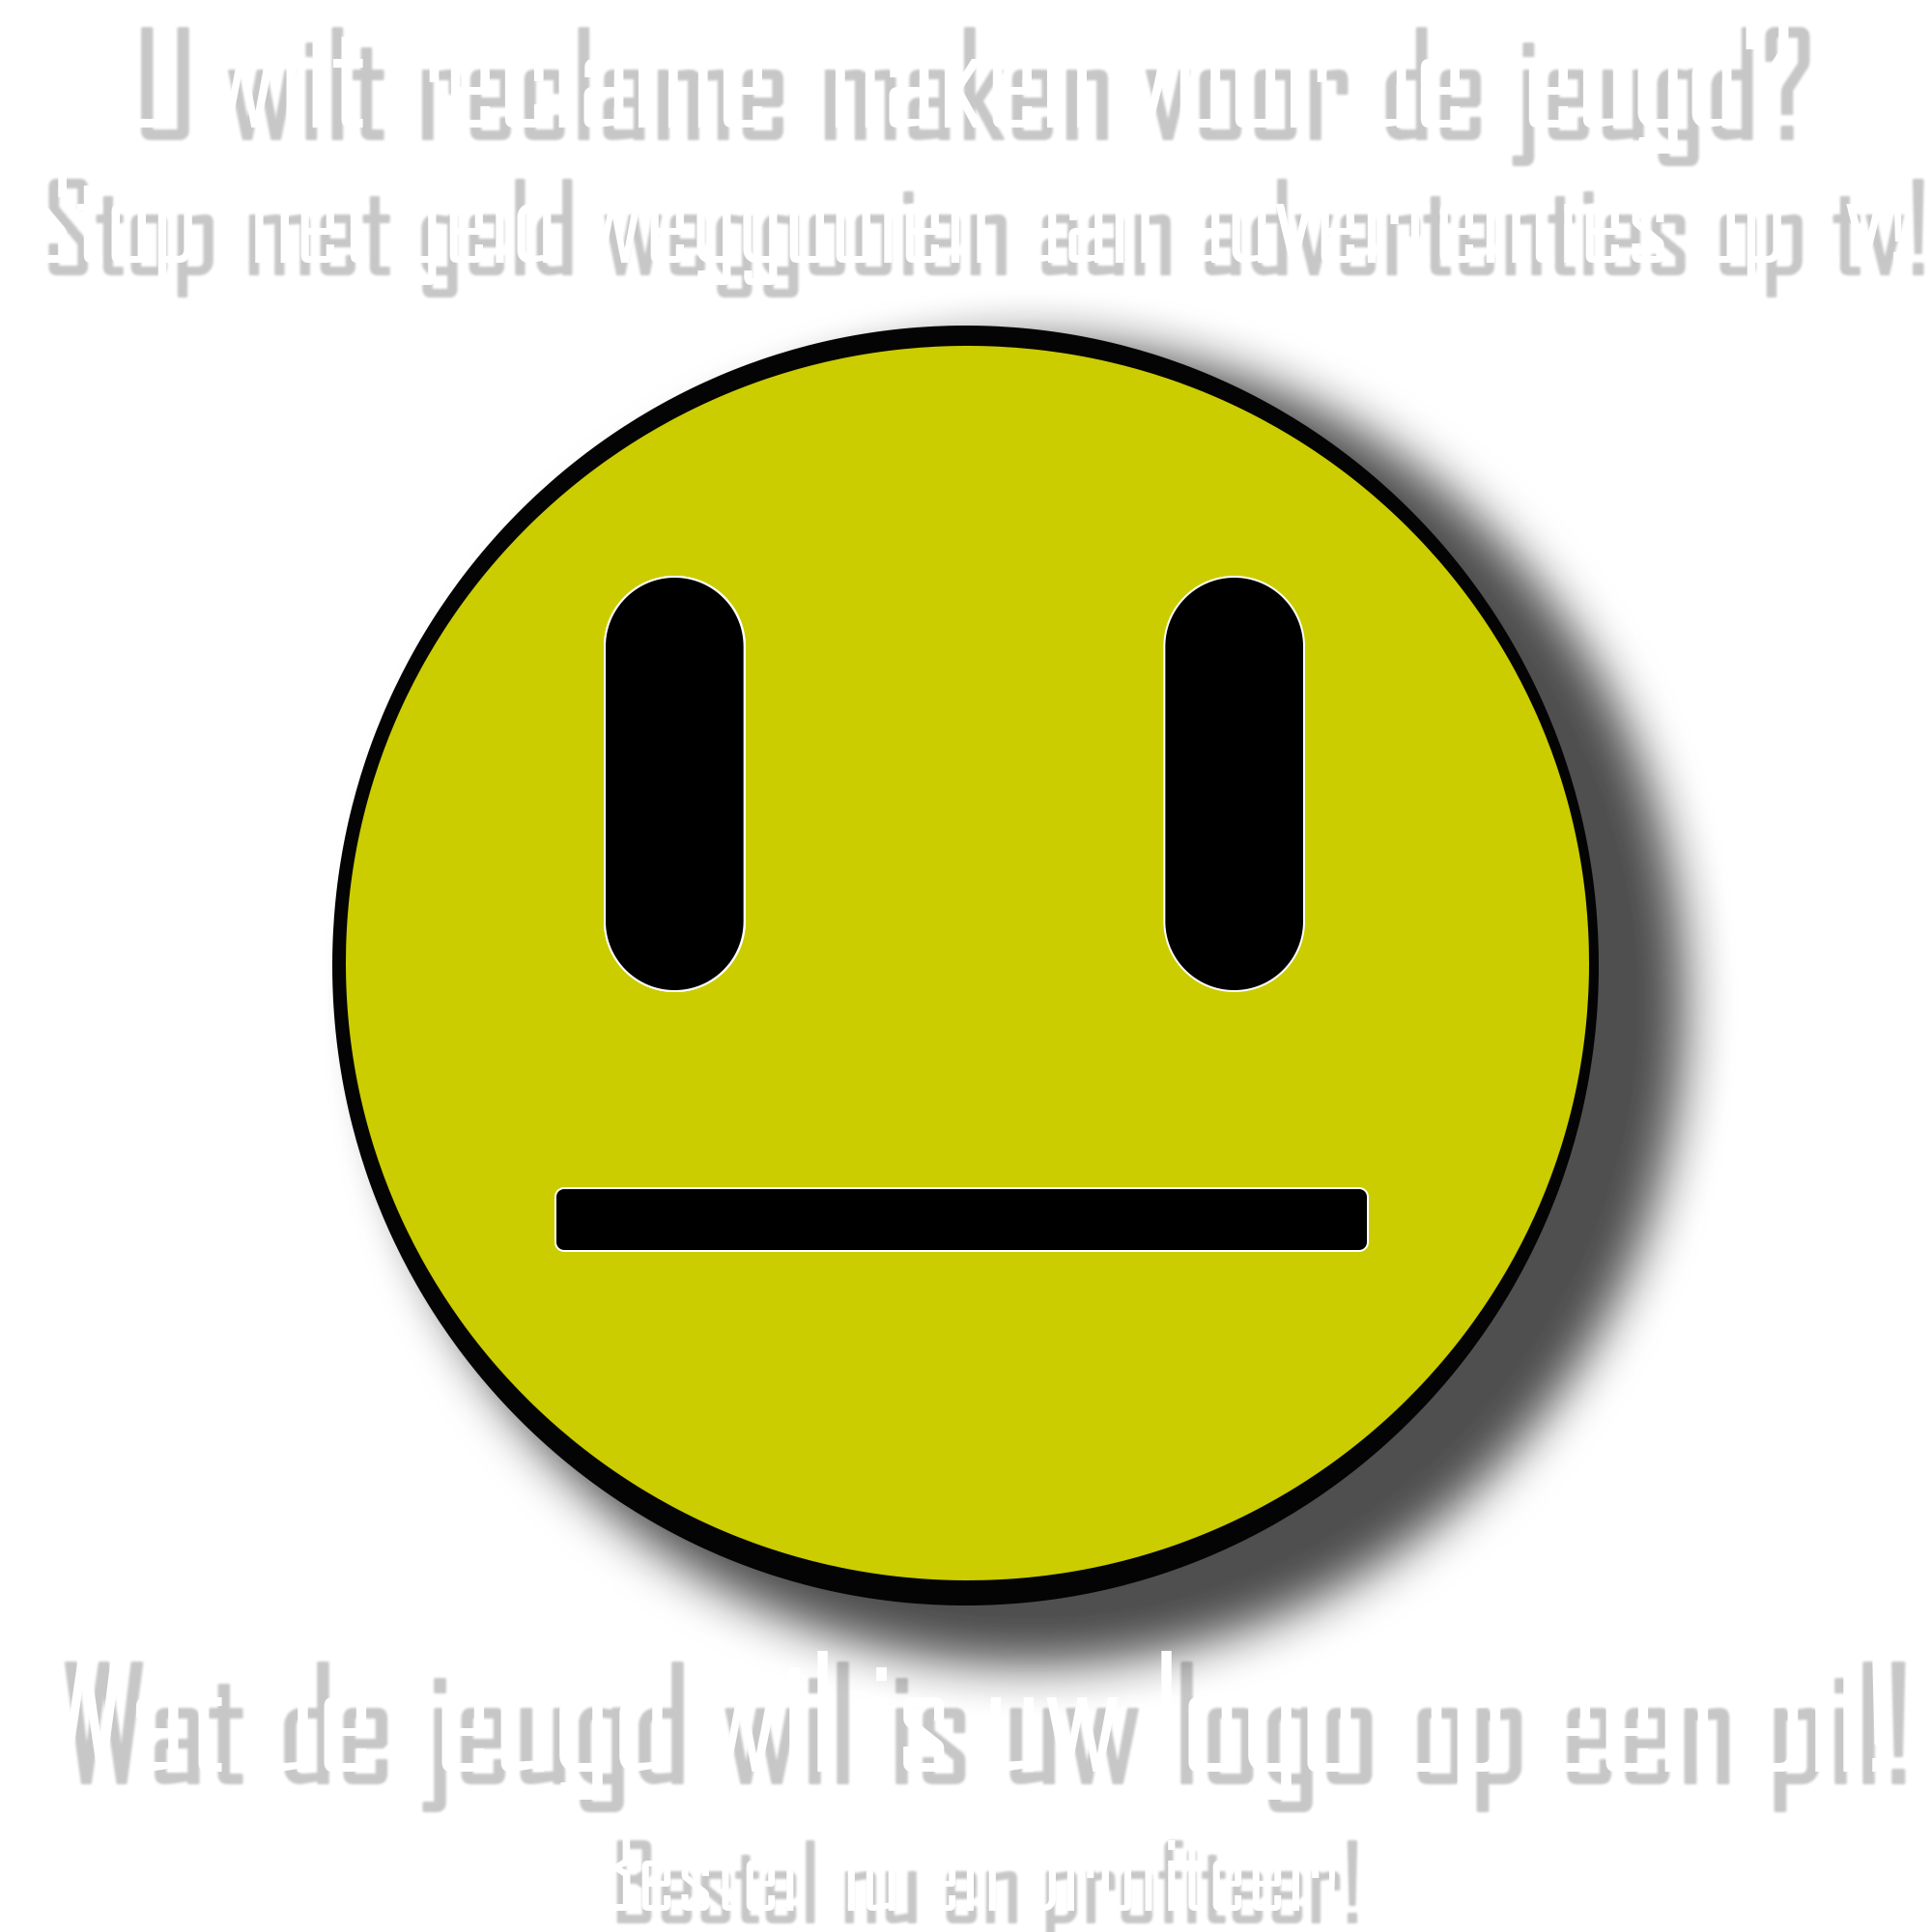 U wilt reclame maken voor de jeugd?
Stop met geld weggooien aan advertenties op tv!
Wat de jeugd wil is uw logo op een pil!
Bestel nu en profiteer!